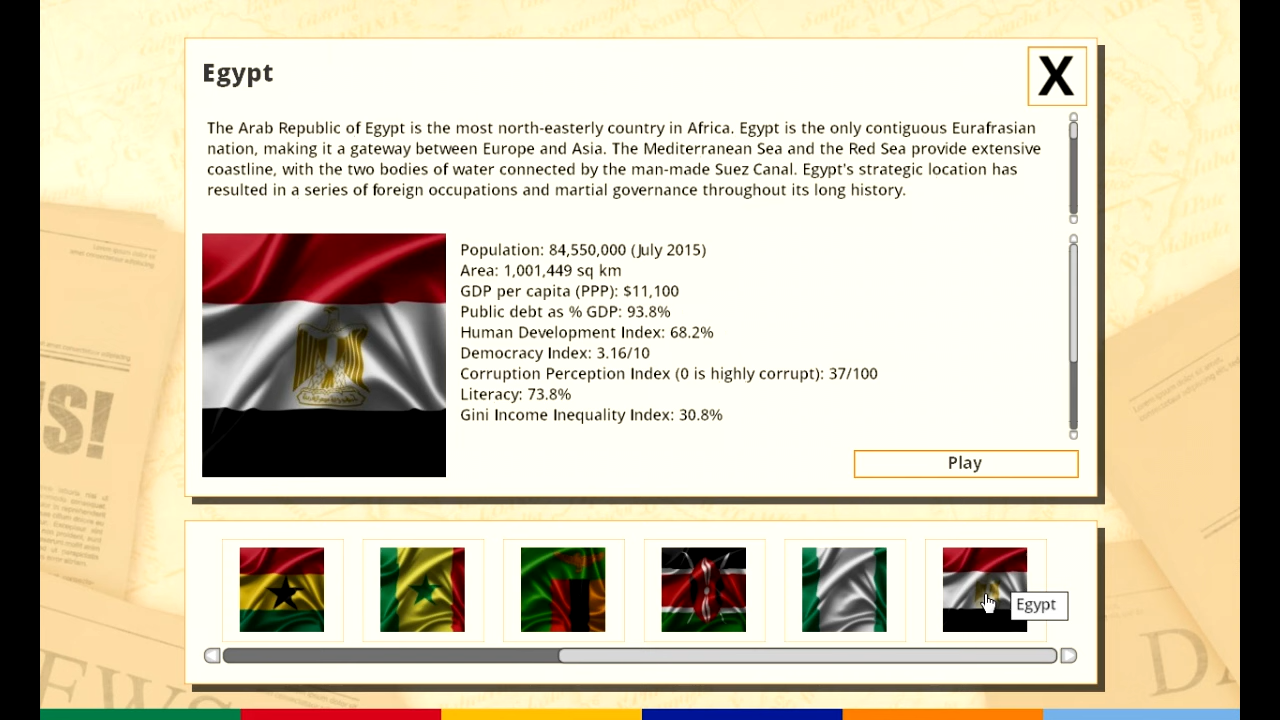 Egypt
X
The Arab Republic of Egypt is the most north-easterly country in Africa. Egypt is the only contiguous Eurafrasian
nation, making it a gateway between Europe and Asia. The Mediterranean Sea and the Red Sea provide extensive
coastline, with the two bodies of water connected by the man-made Suez Canal. Egypt's strategic location has
resulted in a series of foreign occupations and martial governance throughout its long history.
Population: 84,550,000 (July 2015)
Area: 1,001,449 sq km
GDP per capita (PPP): $11,100
Public debt as % GDP: 93.8%
Human Development Index: 68.2%
Democracy Index: 3.16/10
Corruption Perception Index (0 is highly corrupt): 37/100
Literacy: 73.8%
Gini Income Inequality Index: 30.8%
Play
Egypt